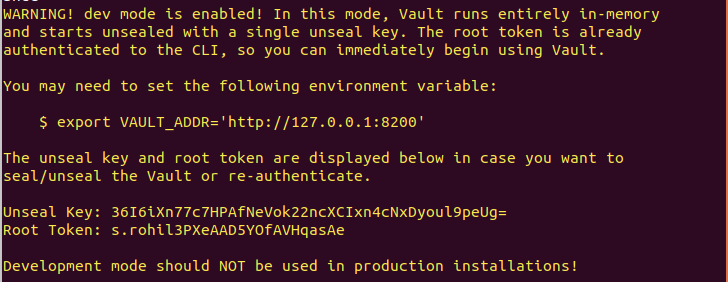 WARNING! dev mode is enabled! In this mode, Vault runs entirely in-memory
and starts unsealed with a single unseal key. The root token is already
authenticated to the CLI, so you can immediately begin using Vault.
You may need to set the following environment variable:
$ export VAULT_ADDR='http://127.0.0.1:8200'
The unseal key and root token are displayed below in case you want to
seal/unseal the Vault or re-authenticate.
Unseal Key: 36I6iXn77c7HPAfNeVok22ncXCIxn4cNxDyoul9peUg=
Root Token: s.rohil3PXeAAD5YOfAVHqasAe
Development mode should NOT be used in production installations!